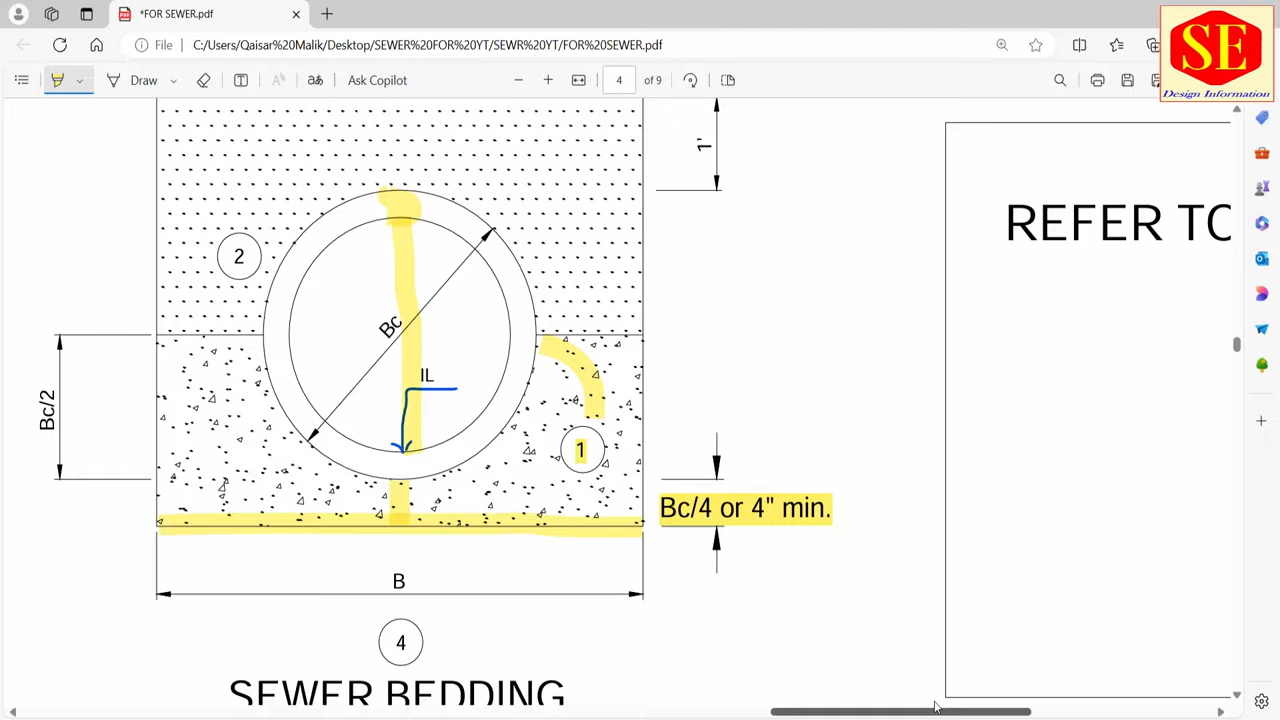 *FOR SEWER.pdf
File C:/Users/Qaisar%20Malik/Desktop/SEWER%20FOR%20YT/SEWR%20YT/FOR%20SEWER.pdf
Draw
Ask Copilot
4 of 9
SE
Design Information
1'
2
REFER TO
Bc
IL
Bc/2
1
Bc/4 or 4" min.
B
4
SEWER BEDDING